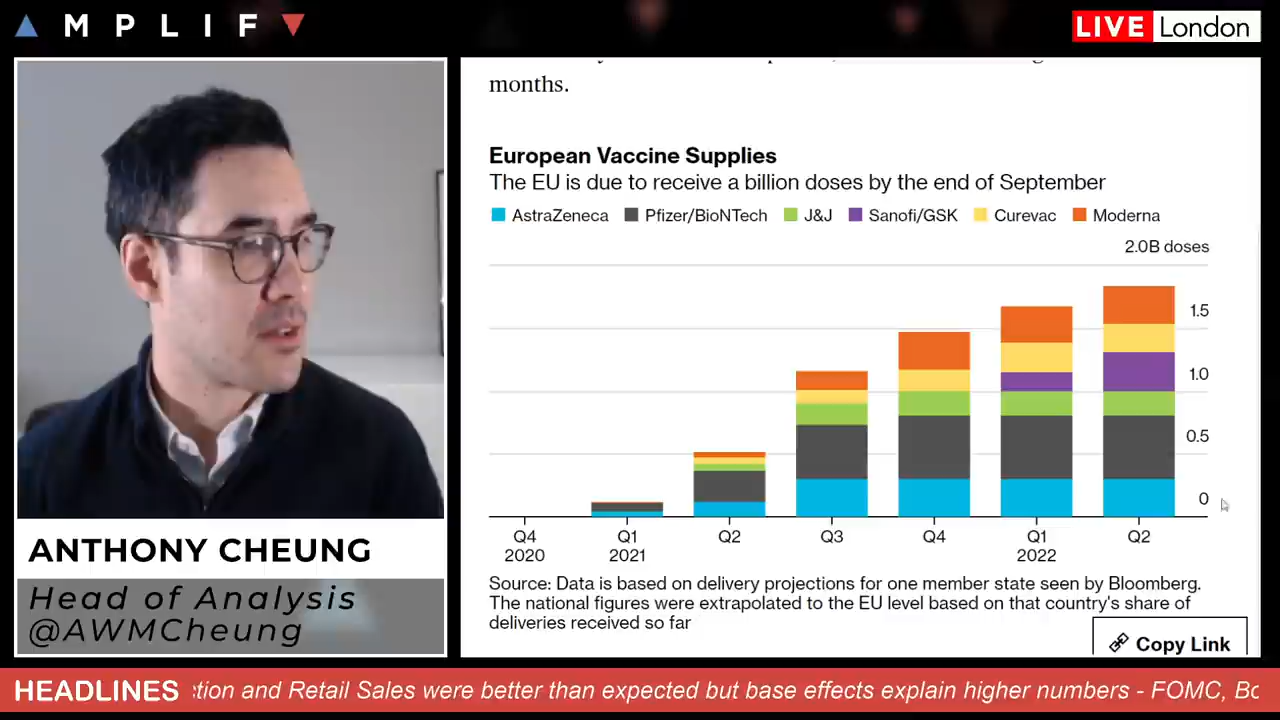 MPLIF
LIVE London
months.
European Vaccine Supplies
The EU is due to receive a billion doses by the end of September
AstraZeneca Pfizer/BioNTech J&J Sanofi/GSK Curevac Moderna
2.0B doses
1.5
1.0
0.5
0
Q4 Q1 Q2 Q3 Q4 Q1 Q2
2020 2021 2022
Source: Data is based on delivery projections for one member state seen by Bloomberg.
The national figures were extrapolated to the EU level based on that country's share of
deliveries received so far
Copy Link
ANTHONY CHEUNG
Head of Analysis
@AWMCheung
HEADLINES tion and Retail Sales were better than expected but base effects explain higher numbers - FOMC,